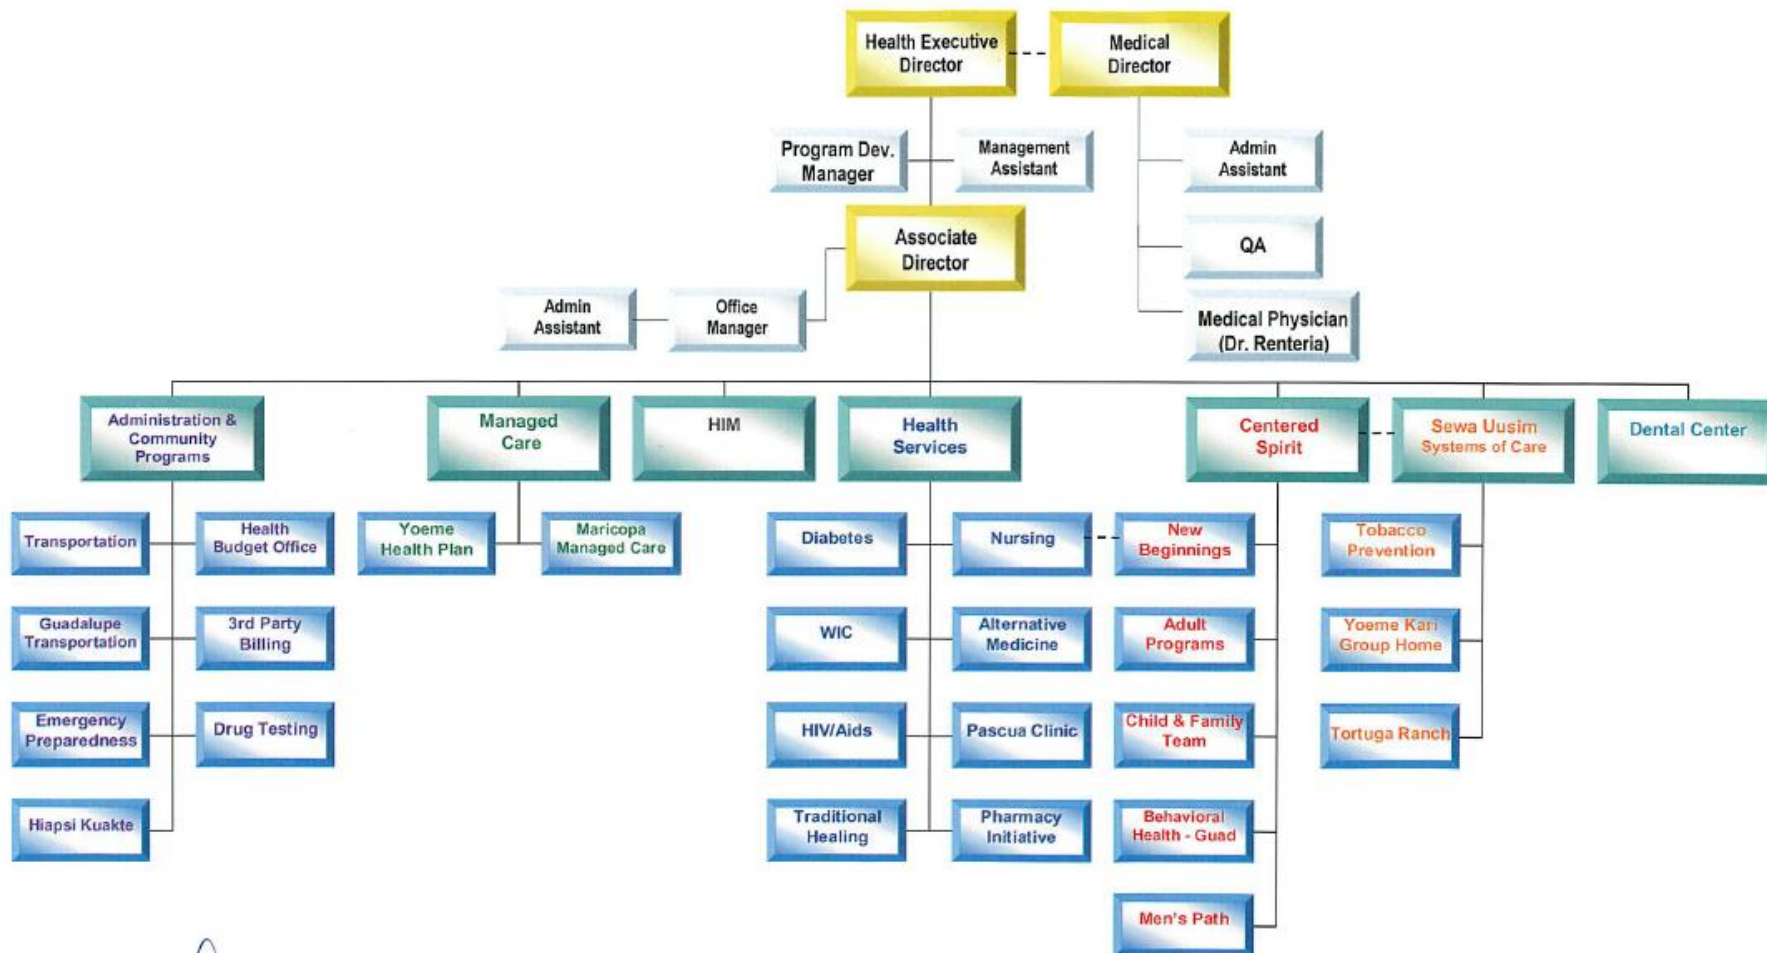 Health Executive
Director
Medical
Director
Program Dev.
Manager
Management
Assistant
Admin
Assistant
QA
Medical Physician
(Dr. Renteria)
Associate
Director
Admin
Assistant
Office
Manager
Administration &
Community
Programs
Managed
Care
HIM
Health
Services
Centered
Spirit
Sewa Uusim
Systems of Care
Dental Center
Transportation
Health
Budget Office
Guadalupe
Transportation
3rd Party
Billing
Emergency
Preparedness
Drug Testing
Hiapsi Kuakte
Yoeme
Health Plan
Maricopa
Managed Care
Diabetes
Nursing
WIC
Alternative
Medicine
HIV/Aids
Pascua Clinic
Traditional
Healing
Pharmacy
Initiative
New
Beginnings
Adult
Programs
Child & Family
Team
Behavioral
Health - Guad
Men's Path
Tobacco
Prevention
Yoeme Kari
Group Home
Tortuga Ranch